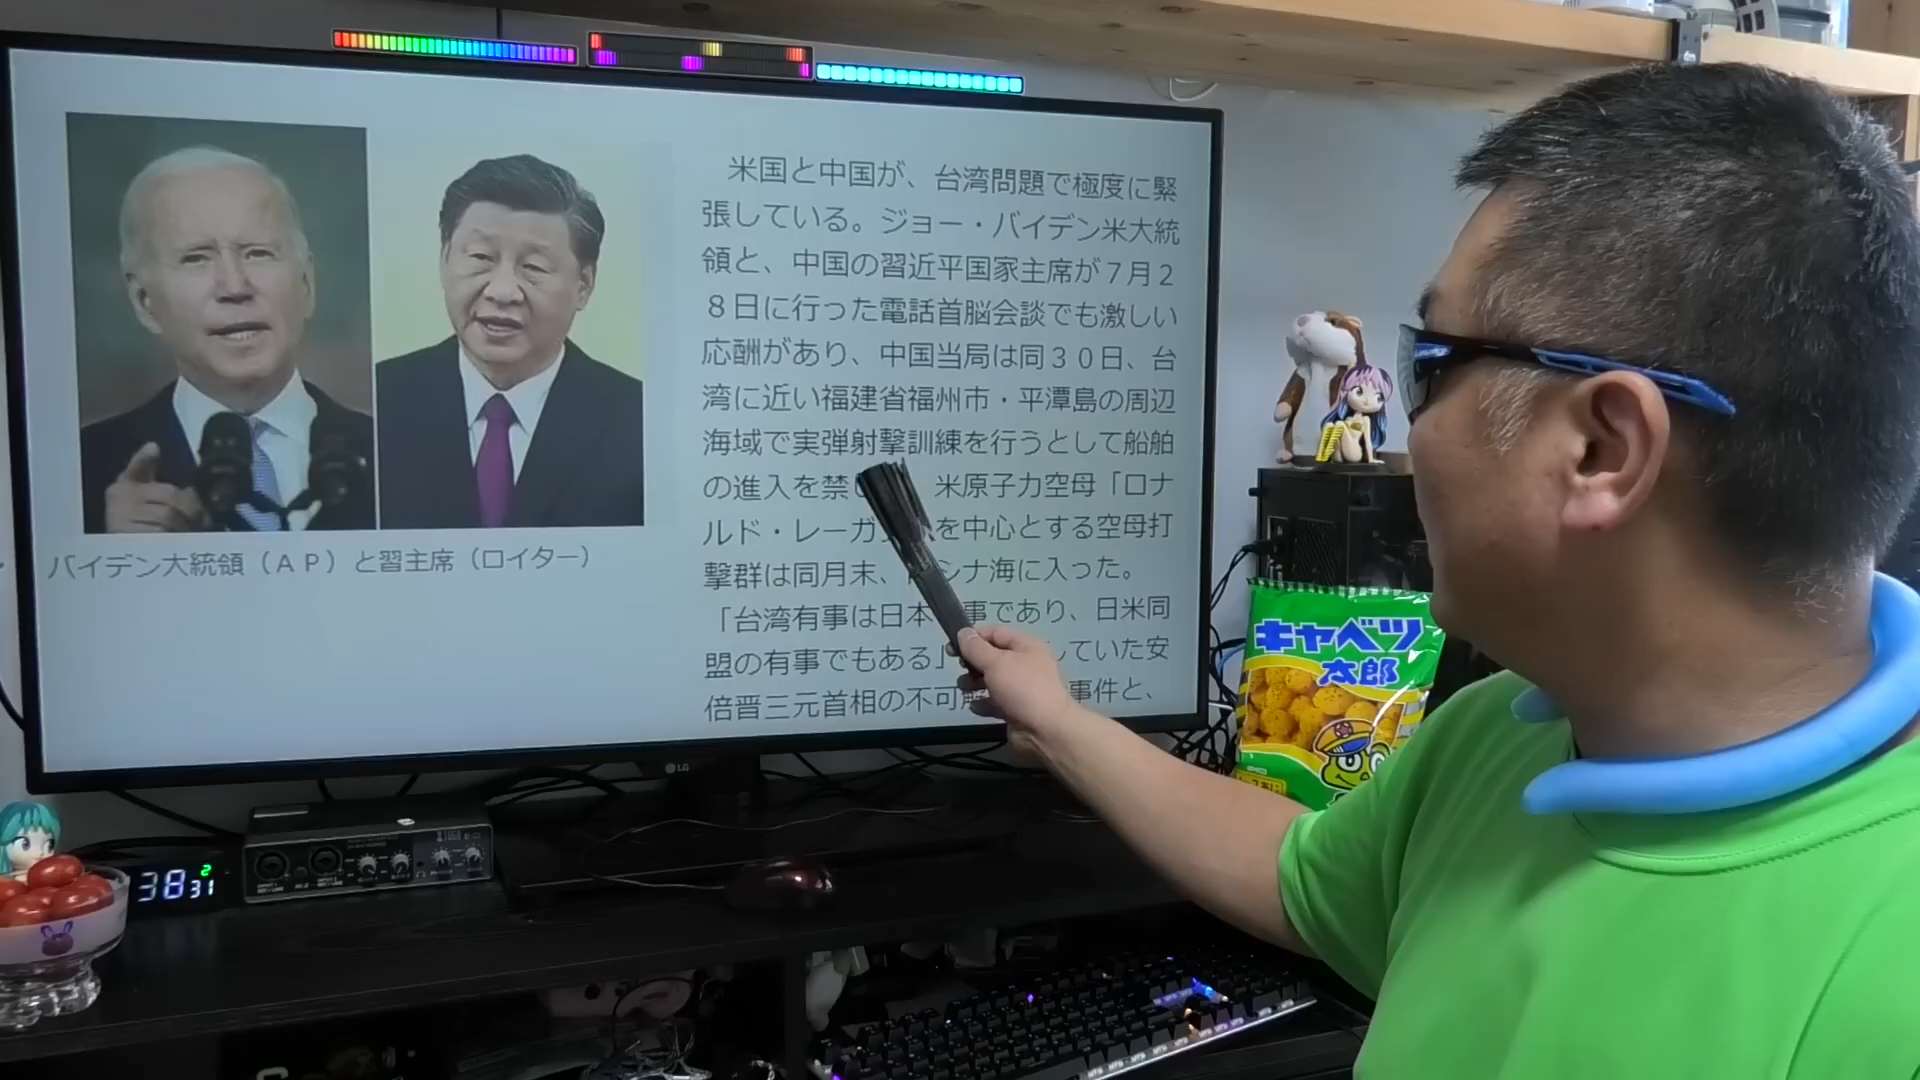 米国と中国が、台湾問題で極度に緊
張している。ジョー・バイデン米大統
領と、中国の習近平国家主席が7月2
8日に行った電話首脳会談でも激しい
応酬があり、中国当局は同30日、台
湾に近い福建省福州市・平潭島の周辺
海域で実弾射撃訓練を行うとして船舶
の進入を禁じ 米原子力空母「ロナ
ルド・レーガ を中心とする空母打
撃群は同月末、 シナ海に入った。
「台湾有事は日本 事であり、日米同
盟の有事でもある」 していた安
倍晋三元首相の不可解 事件と、
バイデン大統領（AP）と習主席（ロイター）
LG
キャベツ
太郎
38 2
31